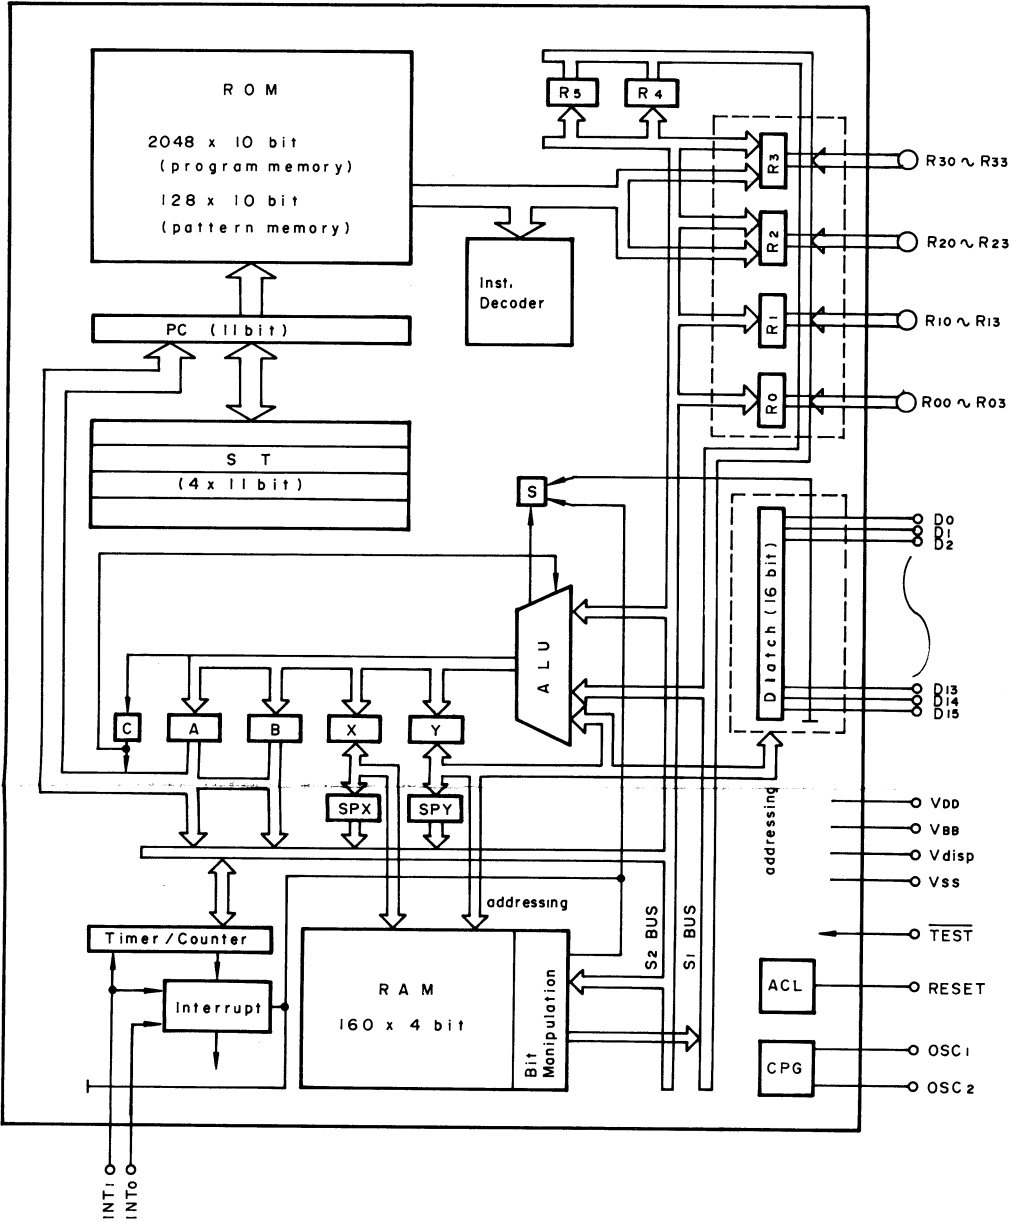 ROM
2048 x 10 bit
(program memory)
128 x 10 bit
(pattern memory)
R5
R4
R3
R30 ~ R33
R2
R20 ~ R23
Inst.
Decoder
R1
R10 ~ R13
PC (11bit)
R0
R00 ~ R03
ST
(4 x 11bit)
S
D latch (16 bit)
D0
D1
D2
ALU
D13
D14
D15
C
A
B
X
Y
SPX
SPY
addressing
VDD
VBB
Vdisp
VSS
addressing
TEST
Timer/Counter
S2 BUS
S1 BUS
RAM
160 x 4 bit
Bit
Manipulation
Interrupt
ACL
RESET
CPG
OSC1
OSC2
INT1
INT0